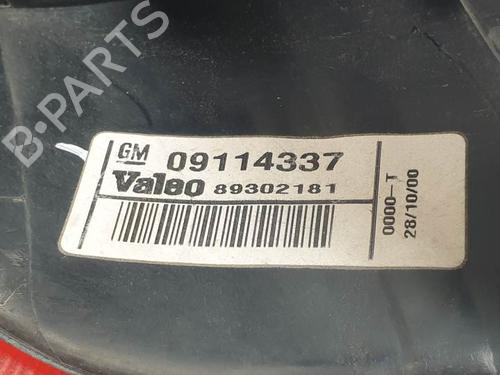 B-PARTS
GM 09114337
Valeo 89302181
0000-T
28/10/00